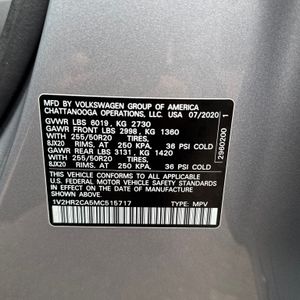 MFD BY VOLKSWAGEN GROUP OF AMERICA
CHATTANOOGA OPERATIONS, LLC. USA 07/2020
GVWR LBS 6019, KG 2730
GAWR FRONT LBS 2998, KG 1360
WITH 255/50R20 TIRES,
8JX20 RIMS, AT 250 KPA, 36 PSI COLD
GAWR REAR LBS 3131, KG 1420
WITH 255/50R20 TIRES,
8JX20 RIMS, AT 250 KPA, 36 PSI COLD
THIS VEHICLE CONFORMS TO ALL APPLICABLE
U.S. FEDERAL MOTOR VEHICLE SAFETY STANDARDS
IN EFFECT ON THE DATE OF MANUFACTURE
SHOWN ABOVE.
1V2HR2CA5MC515717 TYPE: MPV